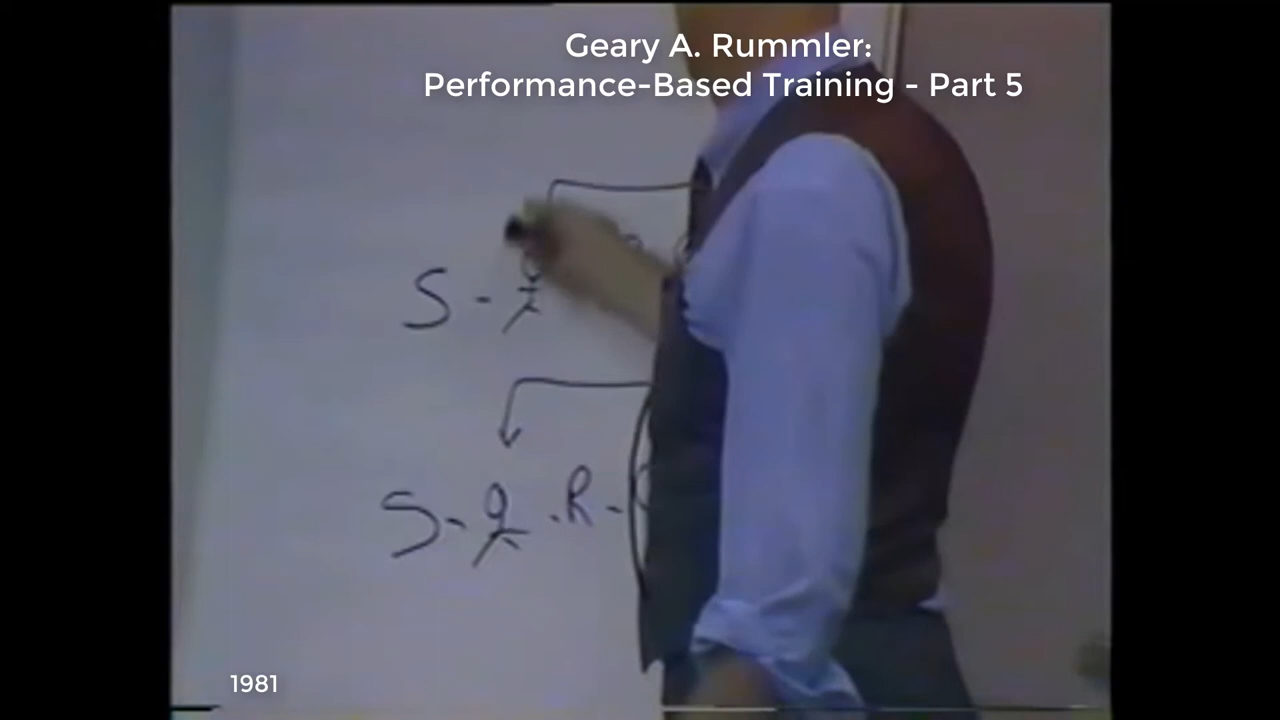 Geary A. Rummler:
Performance-Based Training - Part 5
S -
S - . R -
1981